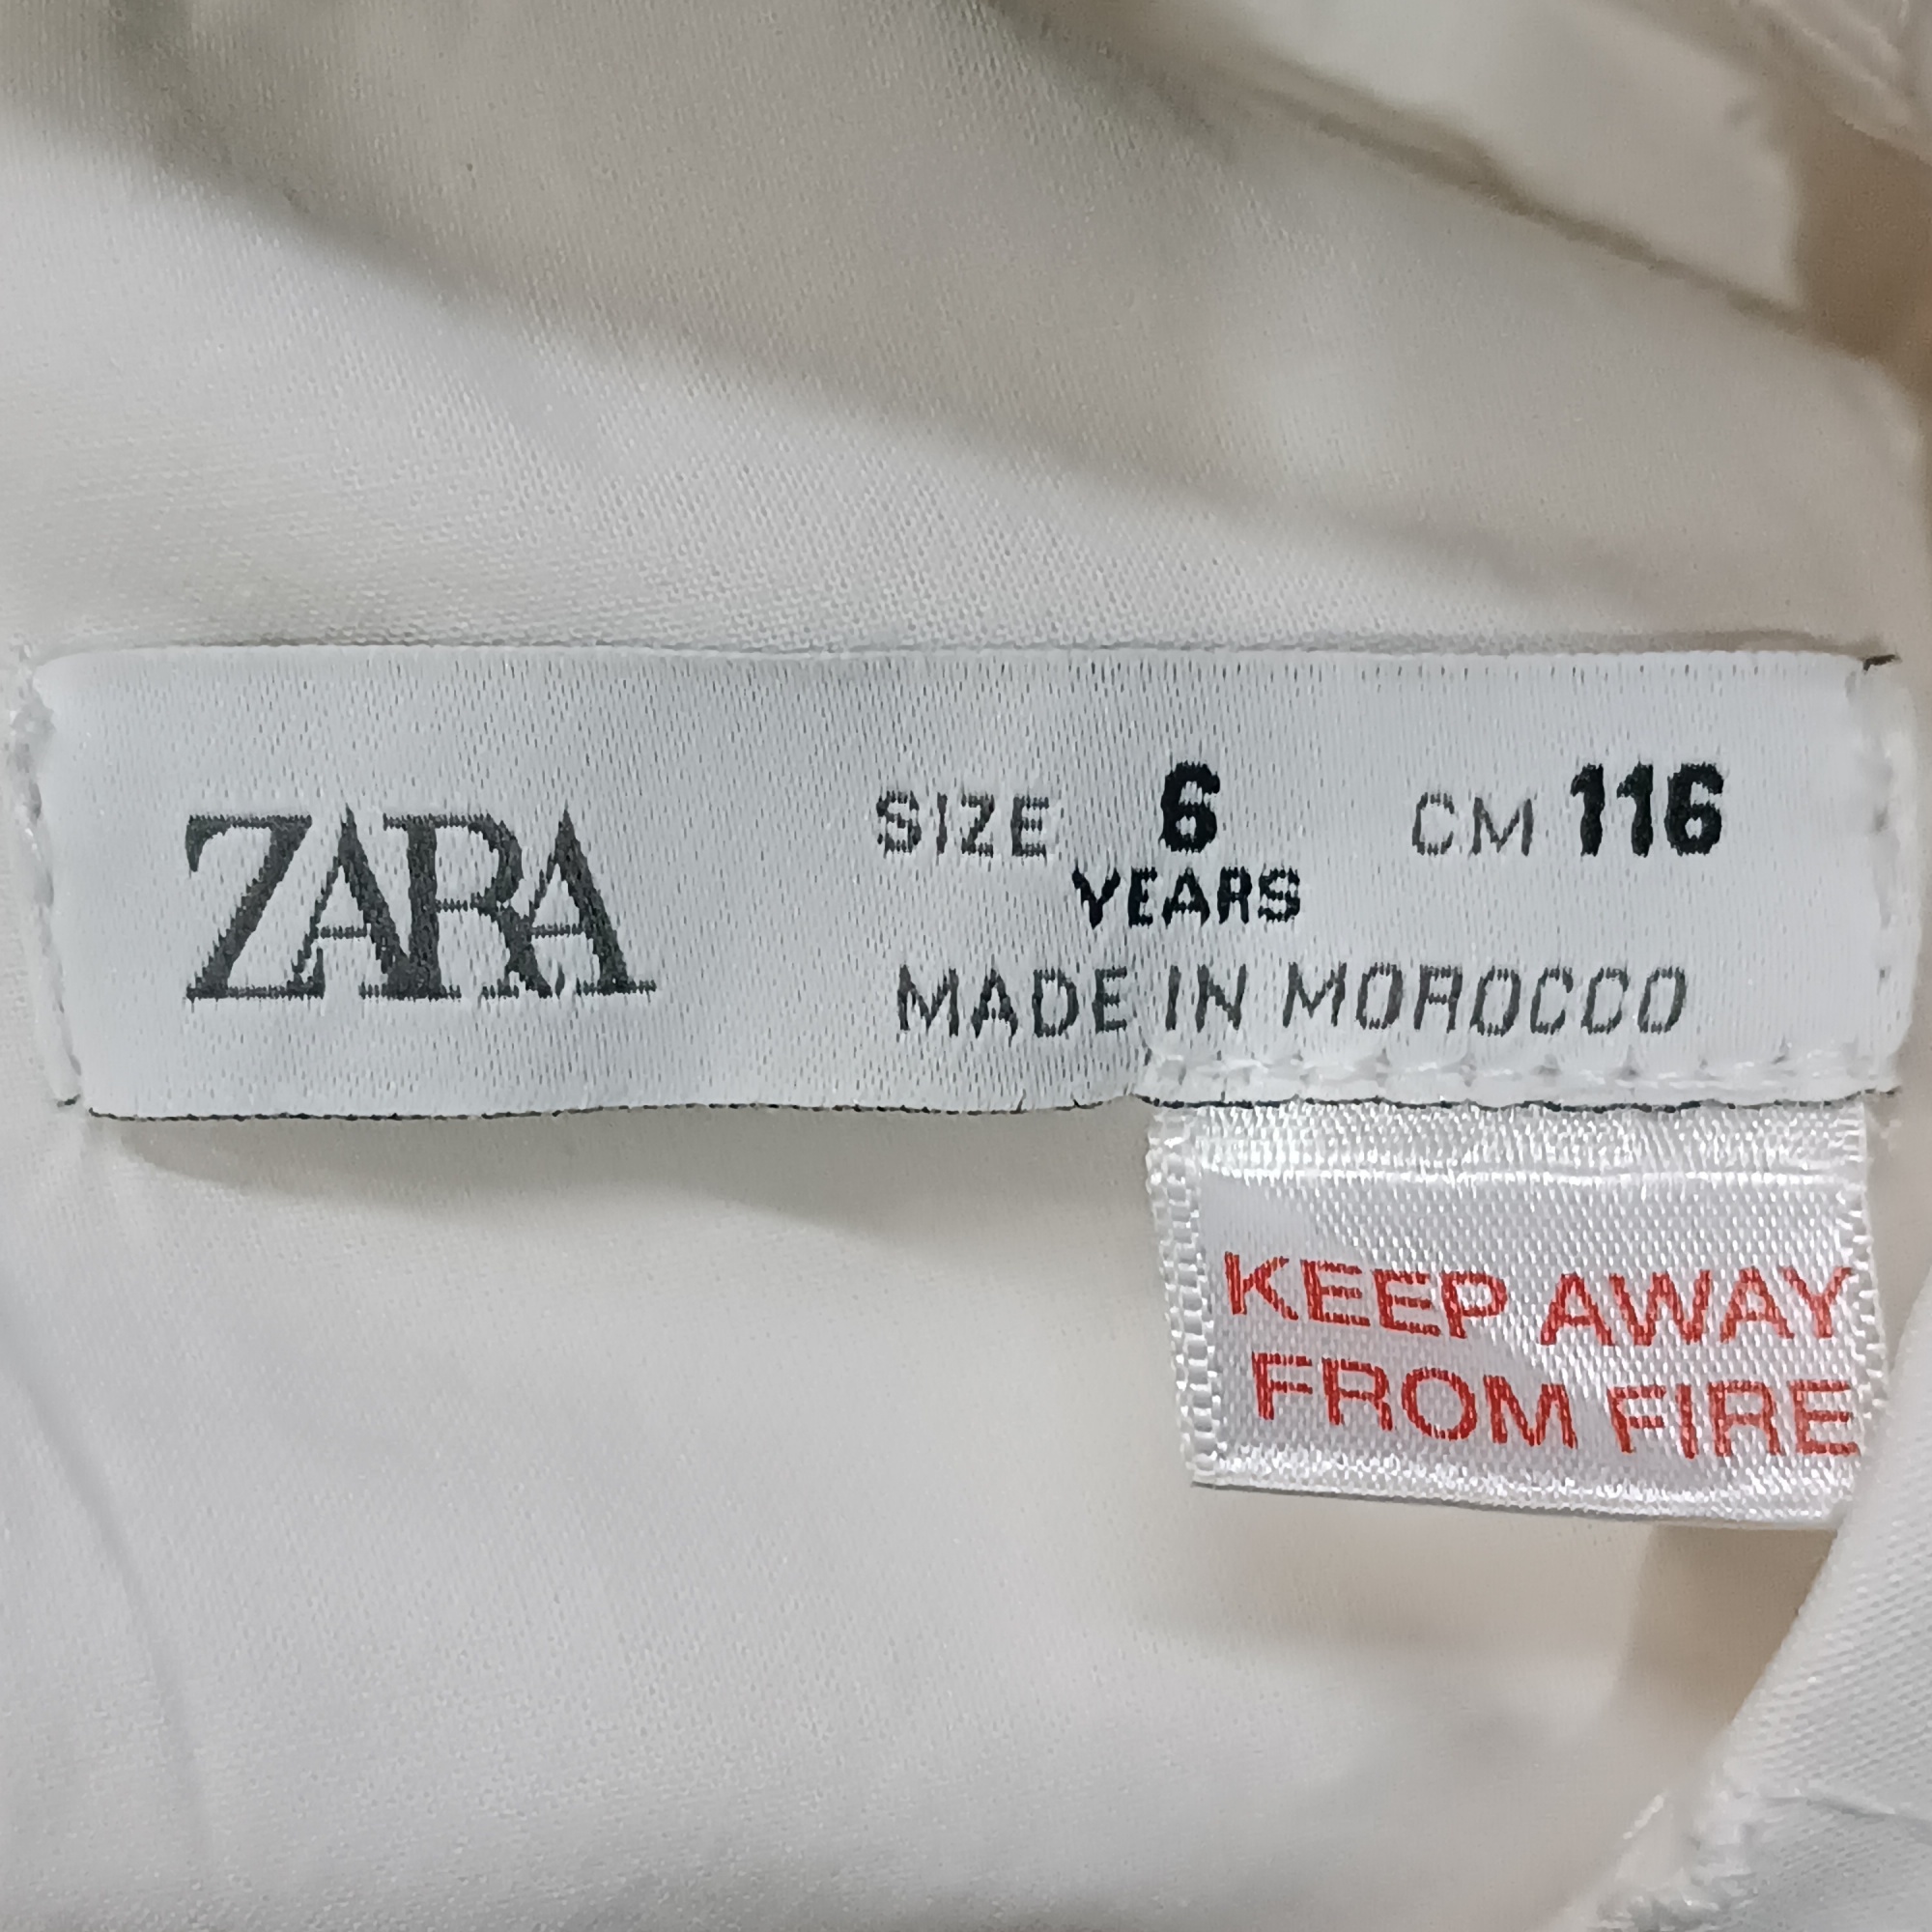 ZARA
SIZE 6 CM 116
YEARS
MADE IN MOROCCO
KEEP AWAY
FROM FIRE